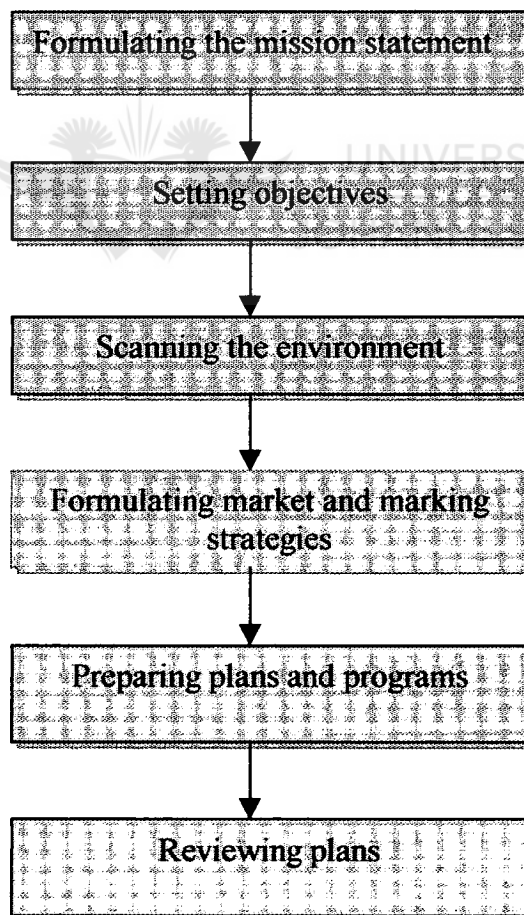 Formulating the mission statement
UNIVERS
Setting objectives
Scanning the environment
Formulating market and marking
strategies
Preparing plans and programs
Reviewing plans